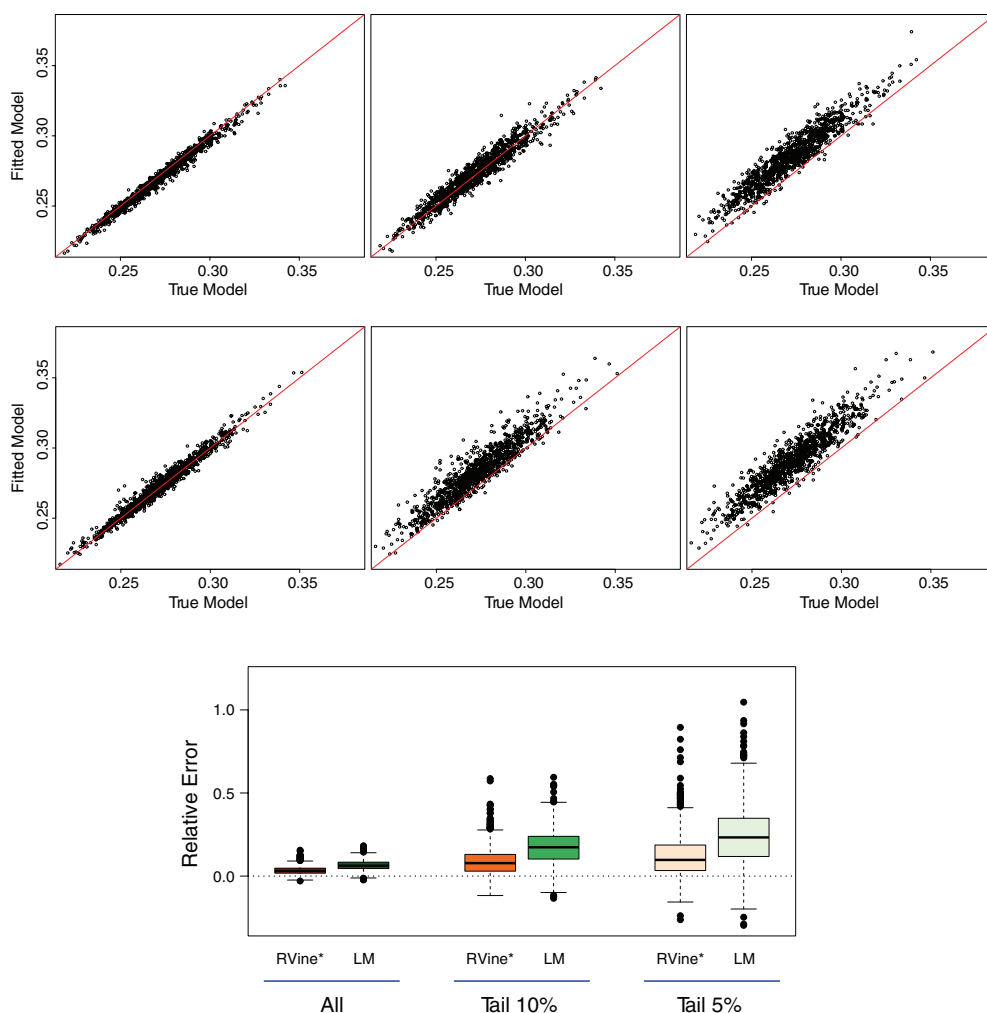 Fitted Model
0.25 0.30 0.35
0.25 0.30 0.35
True Model
0.25 0.30 0.35
True Model
0.25 0.30 0.35
True Model
Fitted Model
0.25 0.30 0.35
0.25 0.30 0.35
True Model
0.25 0.30 0.35
True Model
0.25 0.30 0.35
True Model
Relative Error
1.0
0.5
0.0
RVine* LM RVine* LM RVine* LM
All Tail 10% Tail 5%